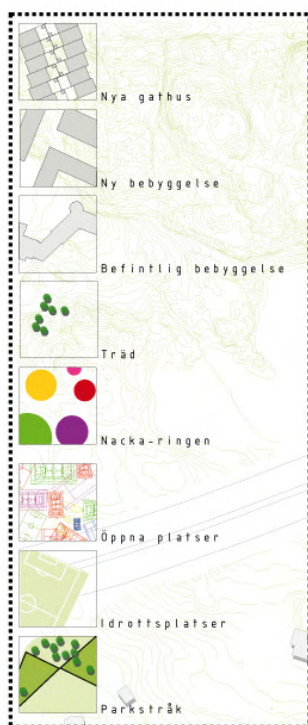 Nya gathus
Ny bebyggelse
Befintlig bebyggelse
Träd
Nacka-ringen
Öppna platser
Idrottsplatser
Parkstråk